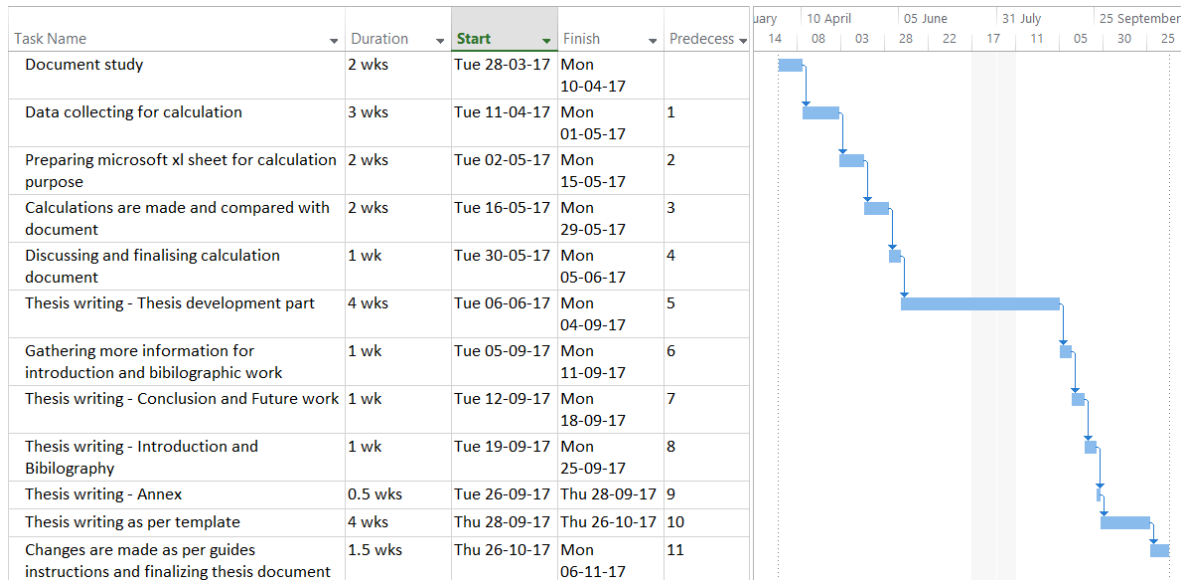 Task Name Duration Start Finish Predecess
uary 10 April 05 June 31 July 25 September
14 08 03 28 22 17 11 05 30 25
Document study 2 wks Tue 28-03-17 Mon
10-04-17
Data collecting for calculation 3 wks Tue 11-04-17 Mon 1
01-05-17
Preparing microsoft xl sheet for calculation 2 wks Tue 02-05-17 Mon 2
purpose 15-05-17
Calculations are made and compared with 2 wks Tue 16-05-17 Mon 3
document 29-05-17
Discussing and finalising calculation 1 wk Tue 30-05-17 Mon 4
document 05-06-17
Thesis writing - Thesis development part 4 wks Tue 06-06-17 Mon 5
04-09-17
Gathering more information for 1 wk Tue 05-09-17 Mon 6
introduction and bibilographic work 11-09-17
Thesis writing - Conclusion and Future work 1 wk Tue 12-09-17 Mon 7
18-09-17
Thesis writing - Introduction and 1 wk Tue 19-09-17 Mon 8
Bibilography 25-09-17
Thesis writing - Annex 0.5 wks Tue 26-09-17 Thu 28-09-17 9
Thesis writing as per template 4 wks Thu 28-09-17 Thu 26-10-17 10
Changes are made as per guides 1.5 wks Thu 26-10-17 Mon 11
instructions and finalizing thesis document 06-11-17